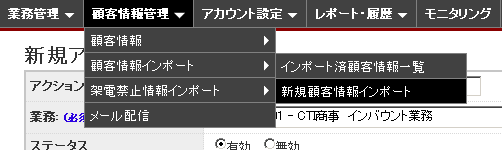 業務管理 ▼ 顧客情報管理 ▼ アカウント設定 ▼ レポート・履歴 ▼ モニタリング
新規ア
顧客情報
顧客情報インポート
インポート済顧客情報一覧
アクション
架電禁止情報インポート
新規顧客情報インポート
業務: (必須
メール配信
1 - CTI商事 インバウント業務
ステータス
有効 無効